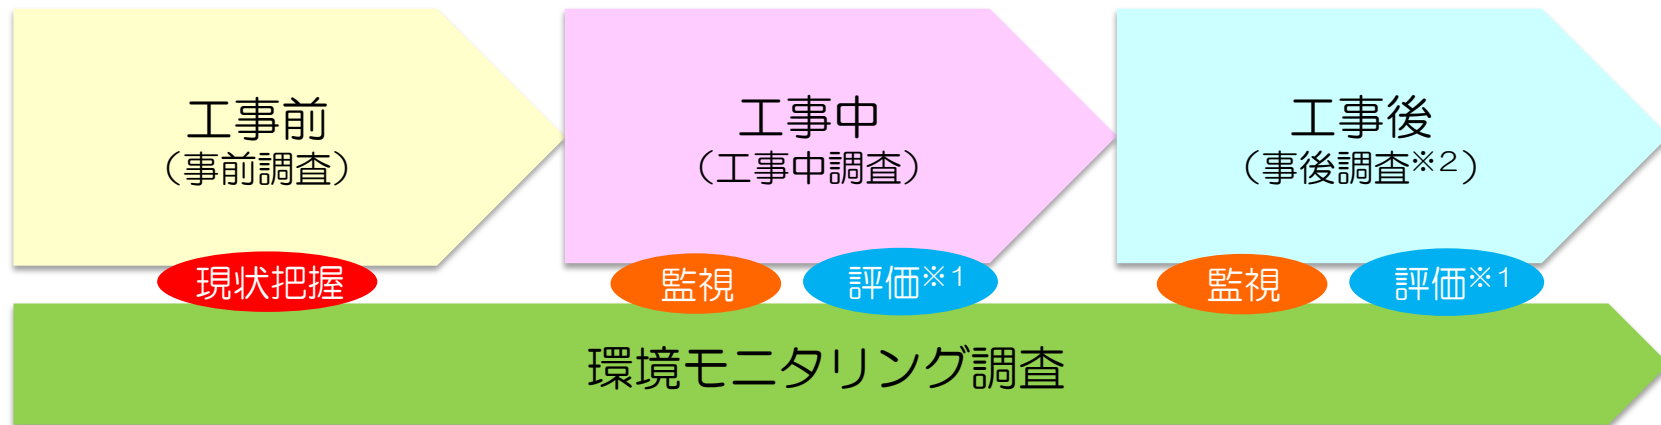 工事前
（事前調査）
工事中
（工事中調査）
工事後
（事後調査※2）
現状把握
監視
評価※1
監視
評価※1
環境モニタリング調査